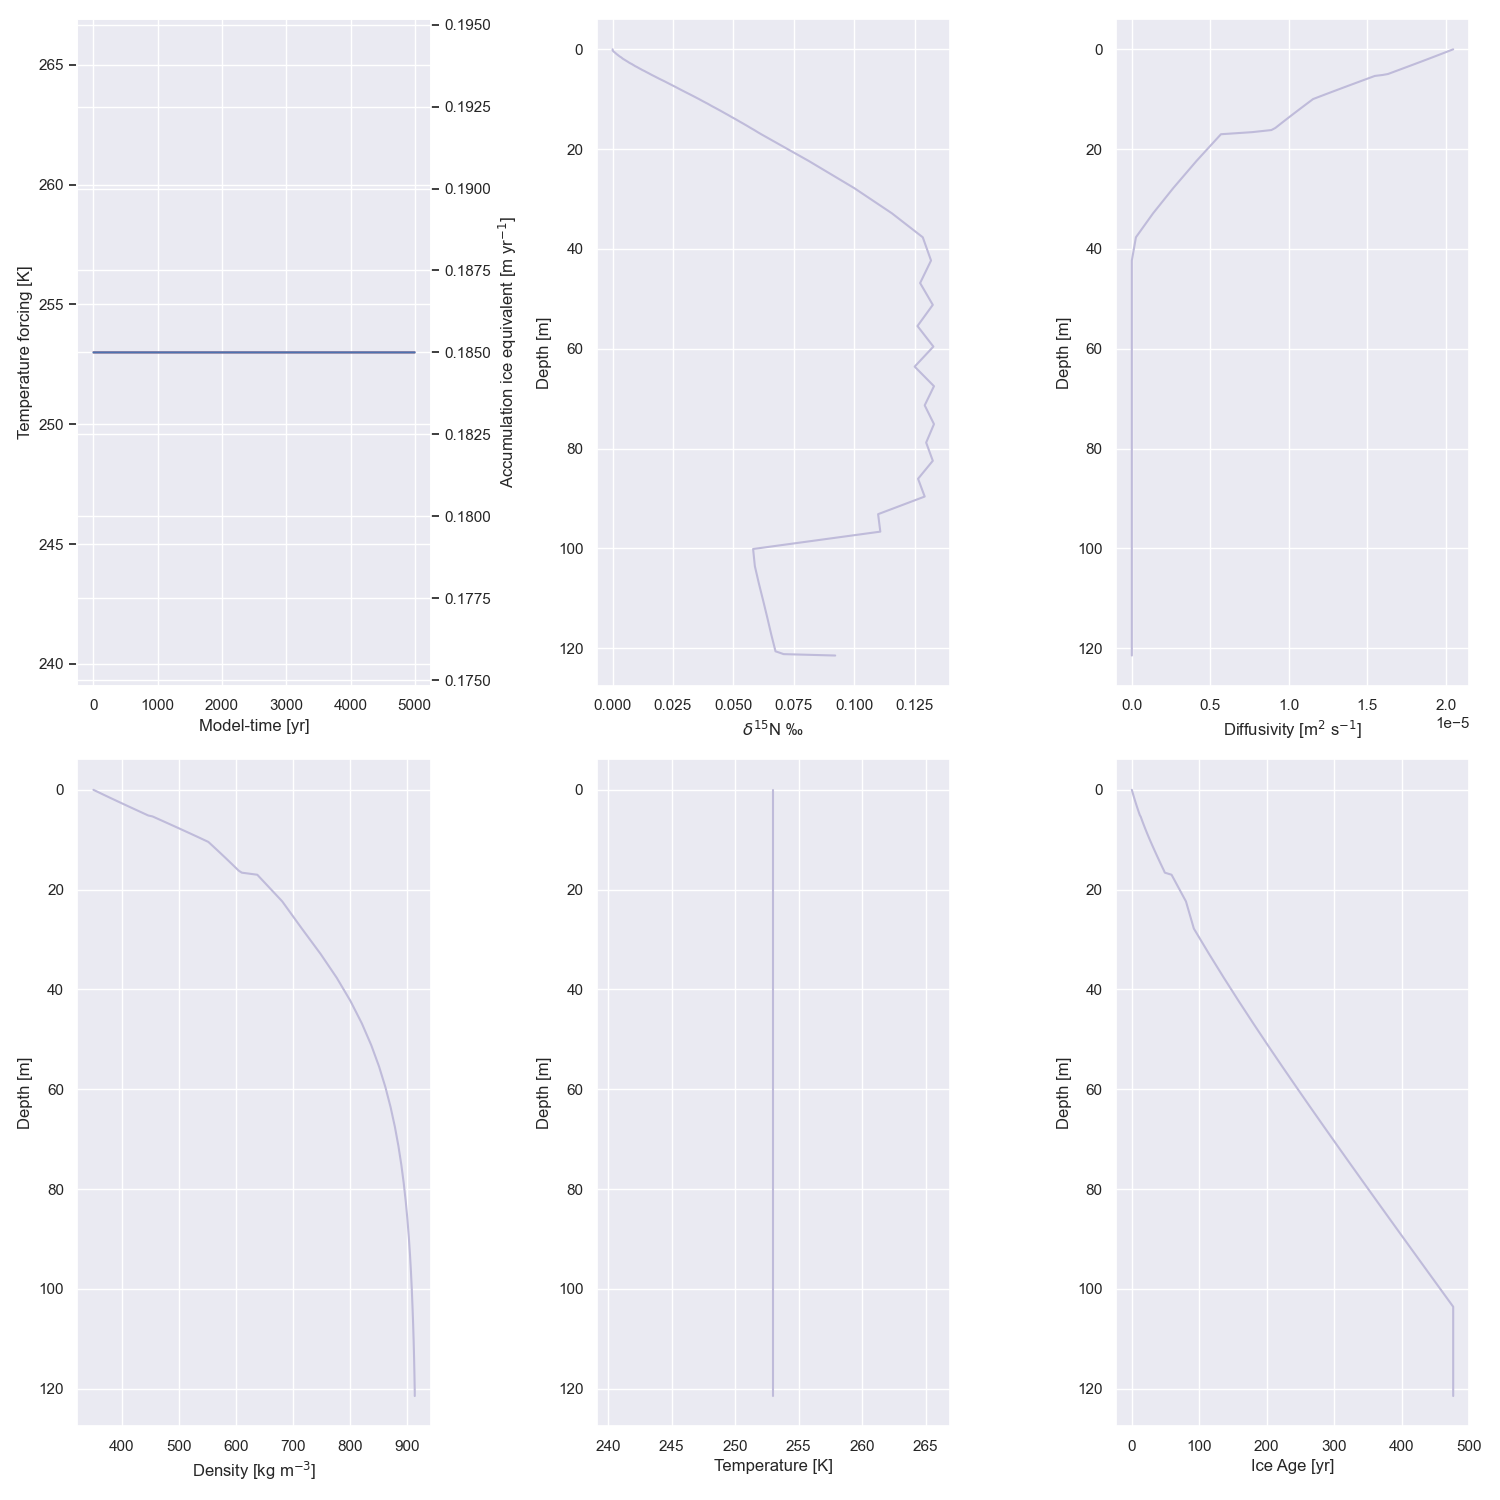 265
260
255
250
245
240
Temperature forcing [K]
0.1950
0.1925
0.1900
0.1875
0.1850
0.1825
0.1800
0.1775
0.1750
Accumulation ice equivalent [m yr⁻¹]
0 1000 2000 3000 4000 5000
Model-time [yr]
0
20
40
60
80
100
120
Depth [m]
0.000 0.025 0.050 0.075 0.100 0.125
δ¹⁵N ‰
0
20
40
60
80
100
120
Depth [m]
0.0 0.5 1.0 1.5 2.0
1e−5
Diffusivity [m² s⁻¹]
0
20
40
60
80
100
120
Depth [m]
400 500 600 700 800 900
Density [kg m⁻³]
0
20
40
60
80
100
120
Depth [m]
240 245 250 255 260 265
Temperature [K]
0
20
40
60
80
100
120
Depth [m]
0 100 200 300 400 500
Ice Age [yr]